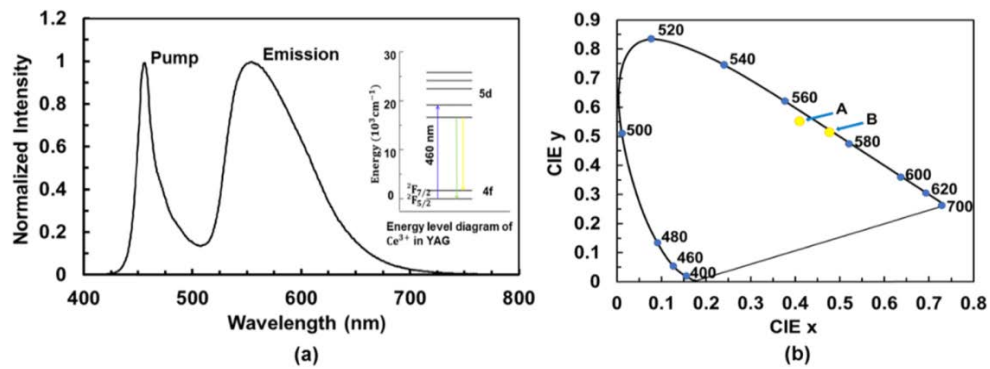 1.2
1
0.8
0.6
0.4
0.2
0
Normalized Intensity
Pump
Emission
400 500 600 700 800
Wavelength (nm)
(a)
30
20
10
0
Energy (10³cm⁻¹)
460 nm
5d
4f
²F₇/₂
²F₅/₂
Energy level diagram of
Ce³⁺ in YAG
0.9
0.8
0.7
0.6
0.5
0.4
0.3
0.2
0.1
0
CIE y
520
540
560
A
B
500
580
600
620
700
480
460
400
0 0.1 0.2 0.3 0.4 0.5 0.6 0.7 0.8
CIE x
(b)